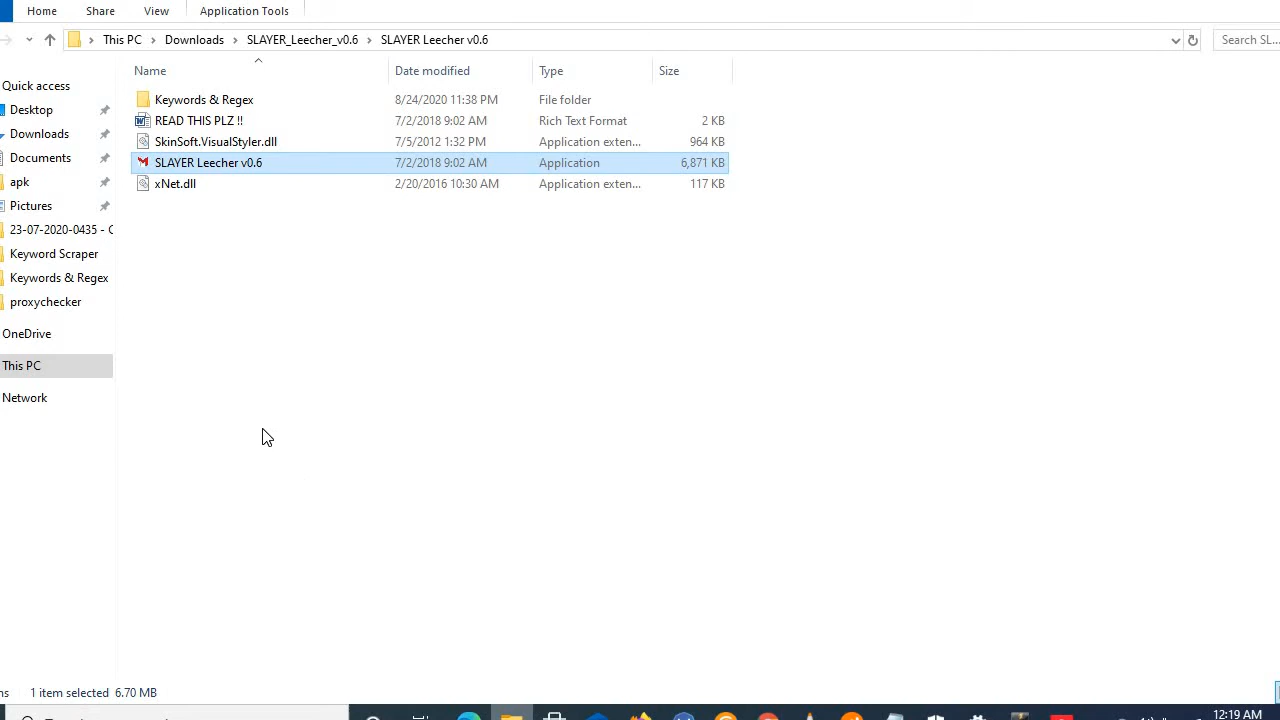 Home Share View Application Tools
This PC Downloads SLAYER_Leecher_v0.6 SLAYER Leecher v0.6 Search SL...
Name Date modified Type Size
Quick access
Desktop
Downloads
Documents
apk
Pictures
23-07-2020-0435 - C
Keyword Scraper
Keywords & Regex
proxychecker
OneDrive
This PC
Network
Keywords & Regex 8/24/2020 11:38 PM File folder
READ THIS PLZ !! 7/2/2018 9:02 AM Rich Text Format 2 KB
SkinSoft.VisualStyler.dll 7/5/2012 1:32 PM Application exten... 964 KB
SLAYER Leecher v0.6 7/2/2018 9:02 AM Application 6,871 KB
xNet.dll 2/20/2016 10:30 AM Application exten... 117 KB
1 item selected 6.70 MB
12:19 AM